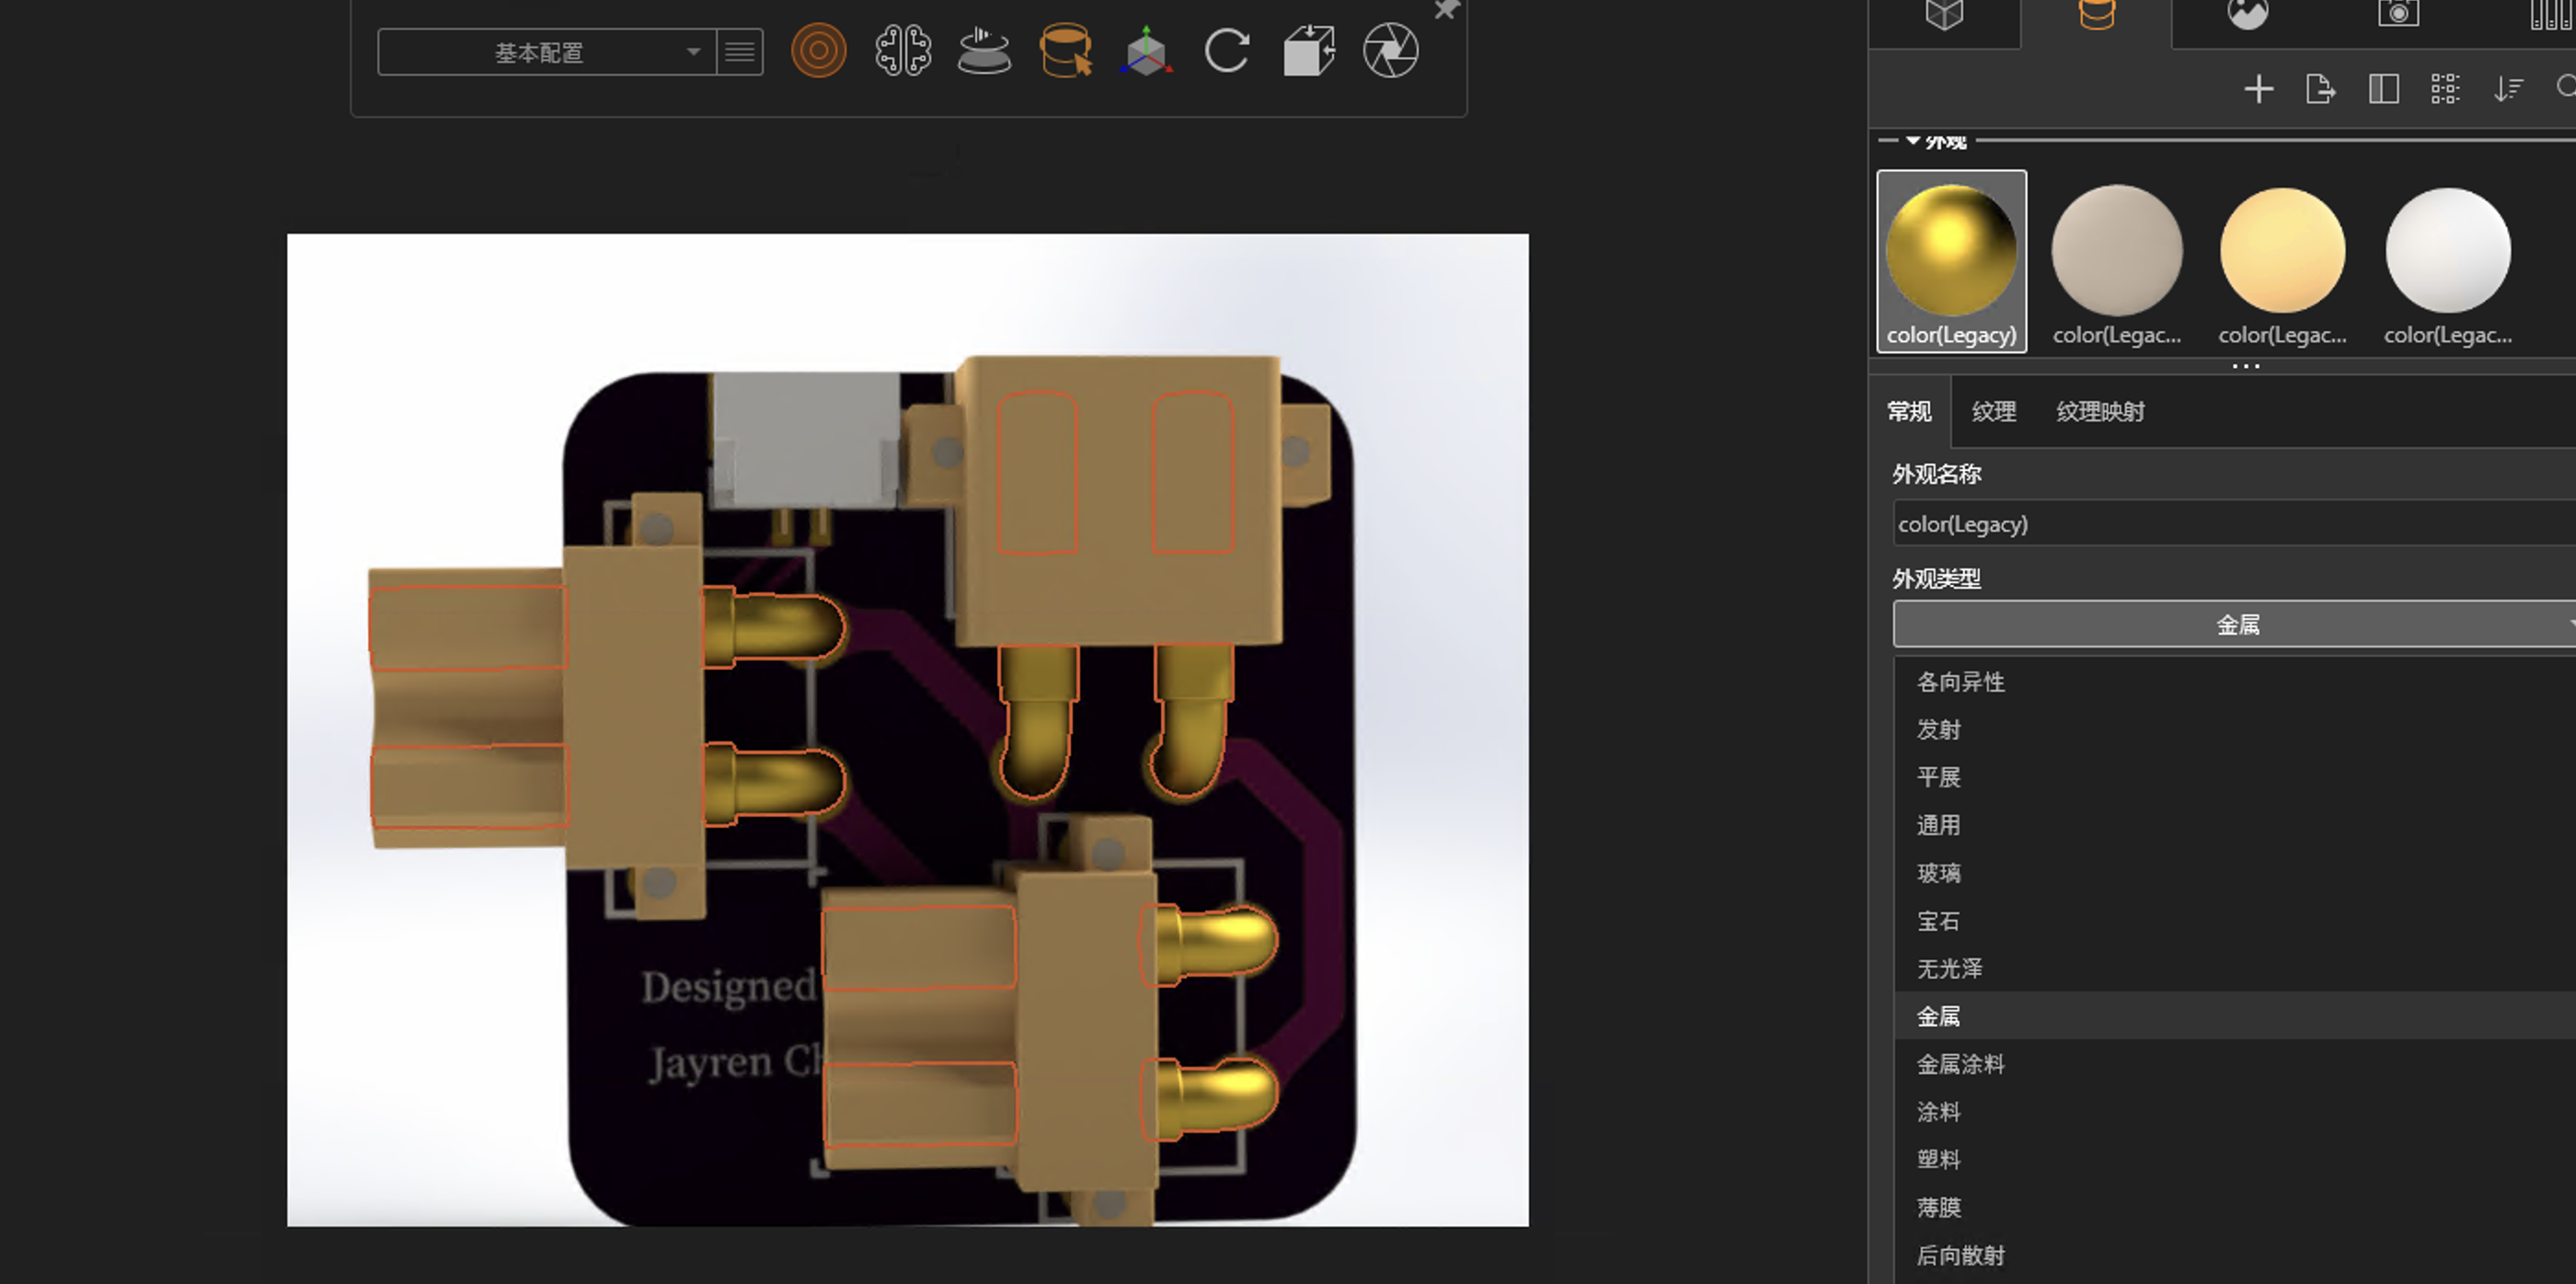 基本配置
外观
color(Legacy)
color(Legac...
color(Legac...
color(Legac...
常规
纹理
纹理映射
外观名称
color(Legacy)
外观类型
金属
各向异性
发射
平展
通用
玻璃
宝石
无光泽
金属
金属涂料
涂料
塑料
薄膜
后向散射
Designed
Jayren Ch